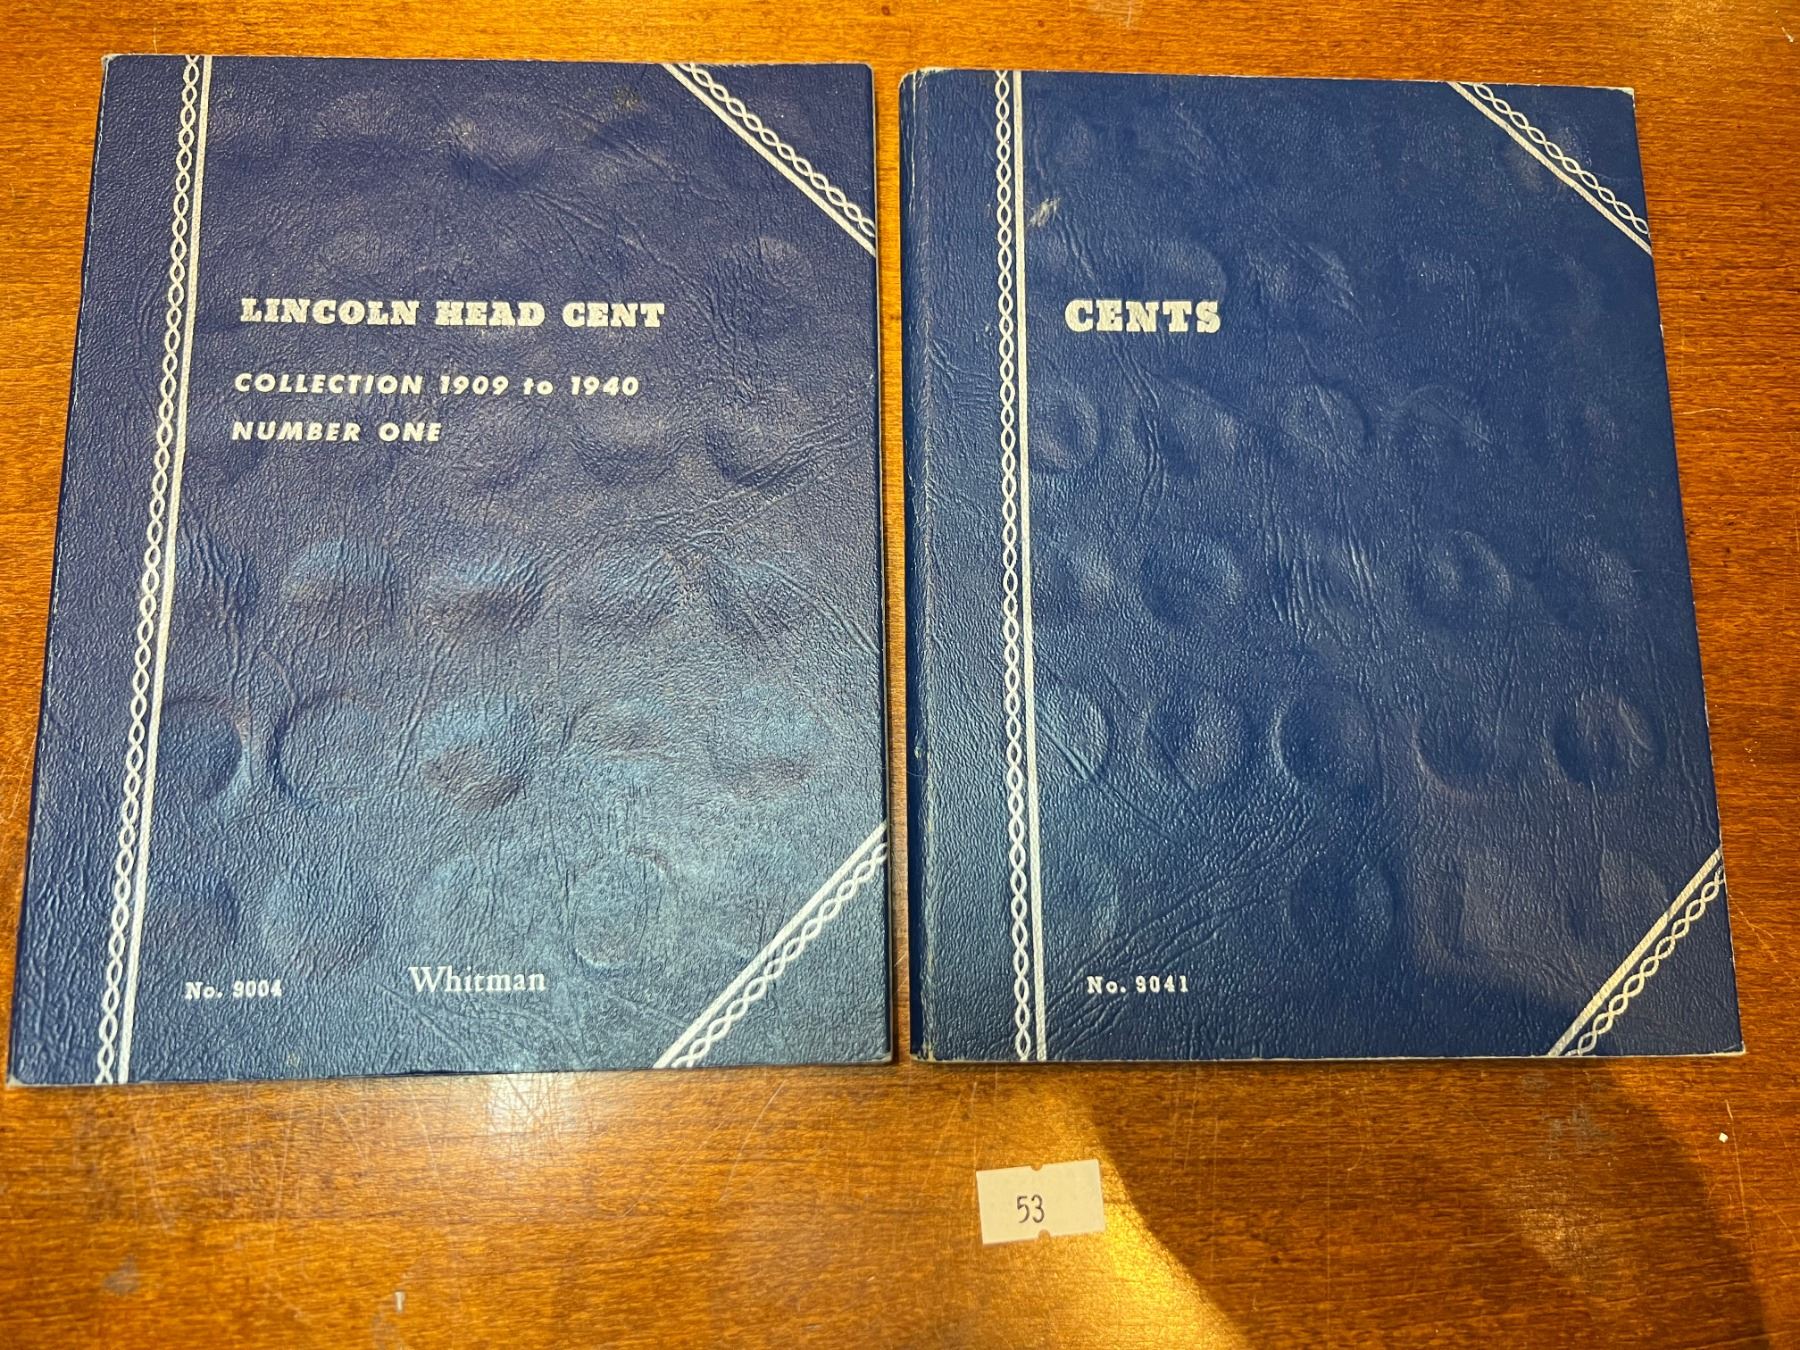 LINCOLN HEAD CENT
COLLECTION 1909 to 1940
NUMBER ONE
No. 9004
Whitman
CENTS
No. 9041
53